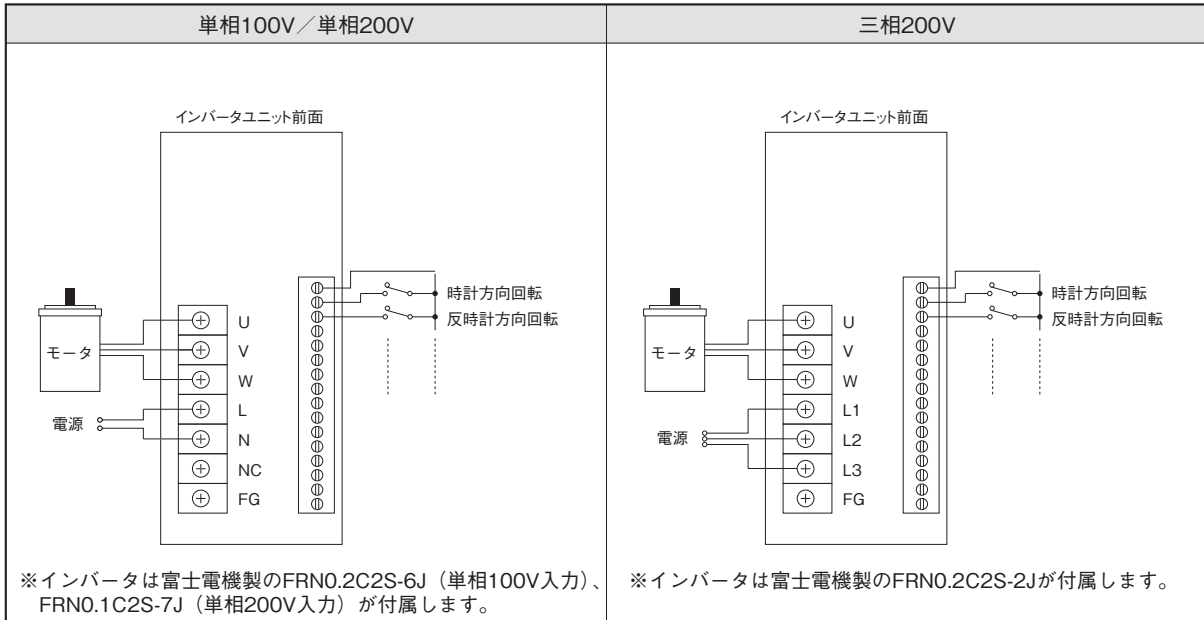 単相100V／単相200V
インバータユニット前面
時計方向回転
反時計方向回転
モータ
電源
U
V
W
L
N
NC
FG
※インバータは富士電機製のFRN0.2C2S-6J（単相100V入力）、
FRN0.1C2S-7J（単相200V入力）が付属します。
三相200V
インバータユニット前面
時計方向回転
反時計方向回転
モータ
電源
U
V
W
L1
L2
L3
FG
※インバータは富士電機製のFRN0.2C2S-2Jが付属します。